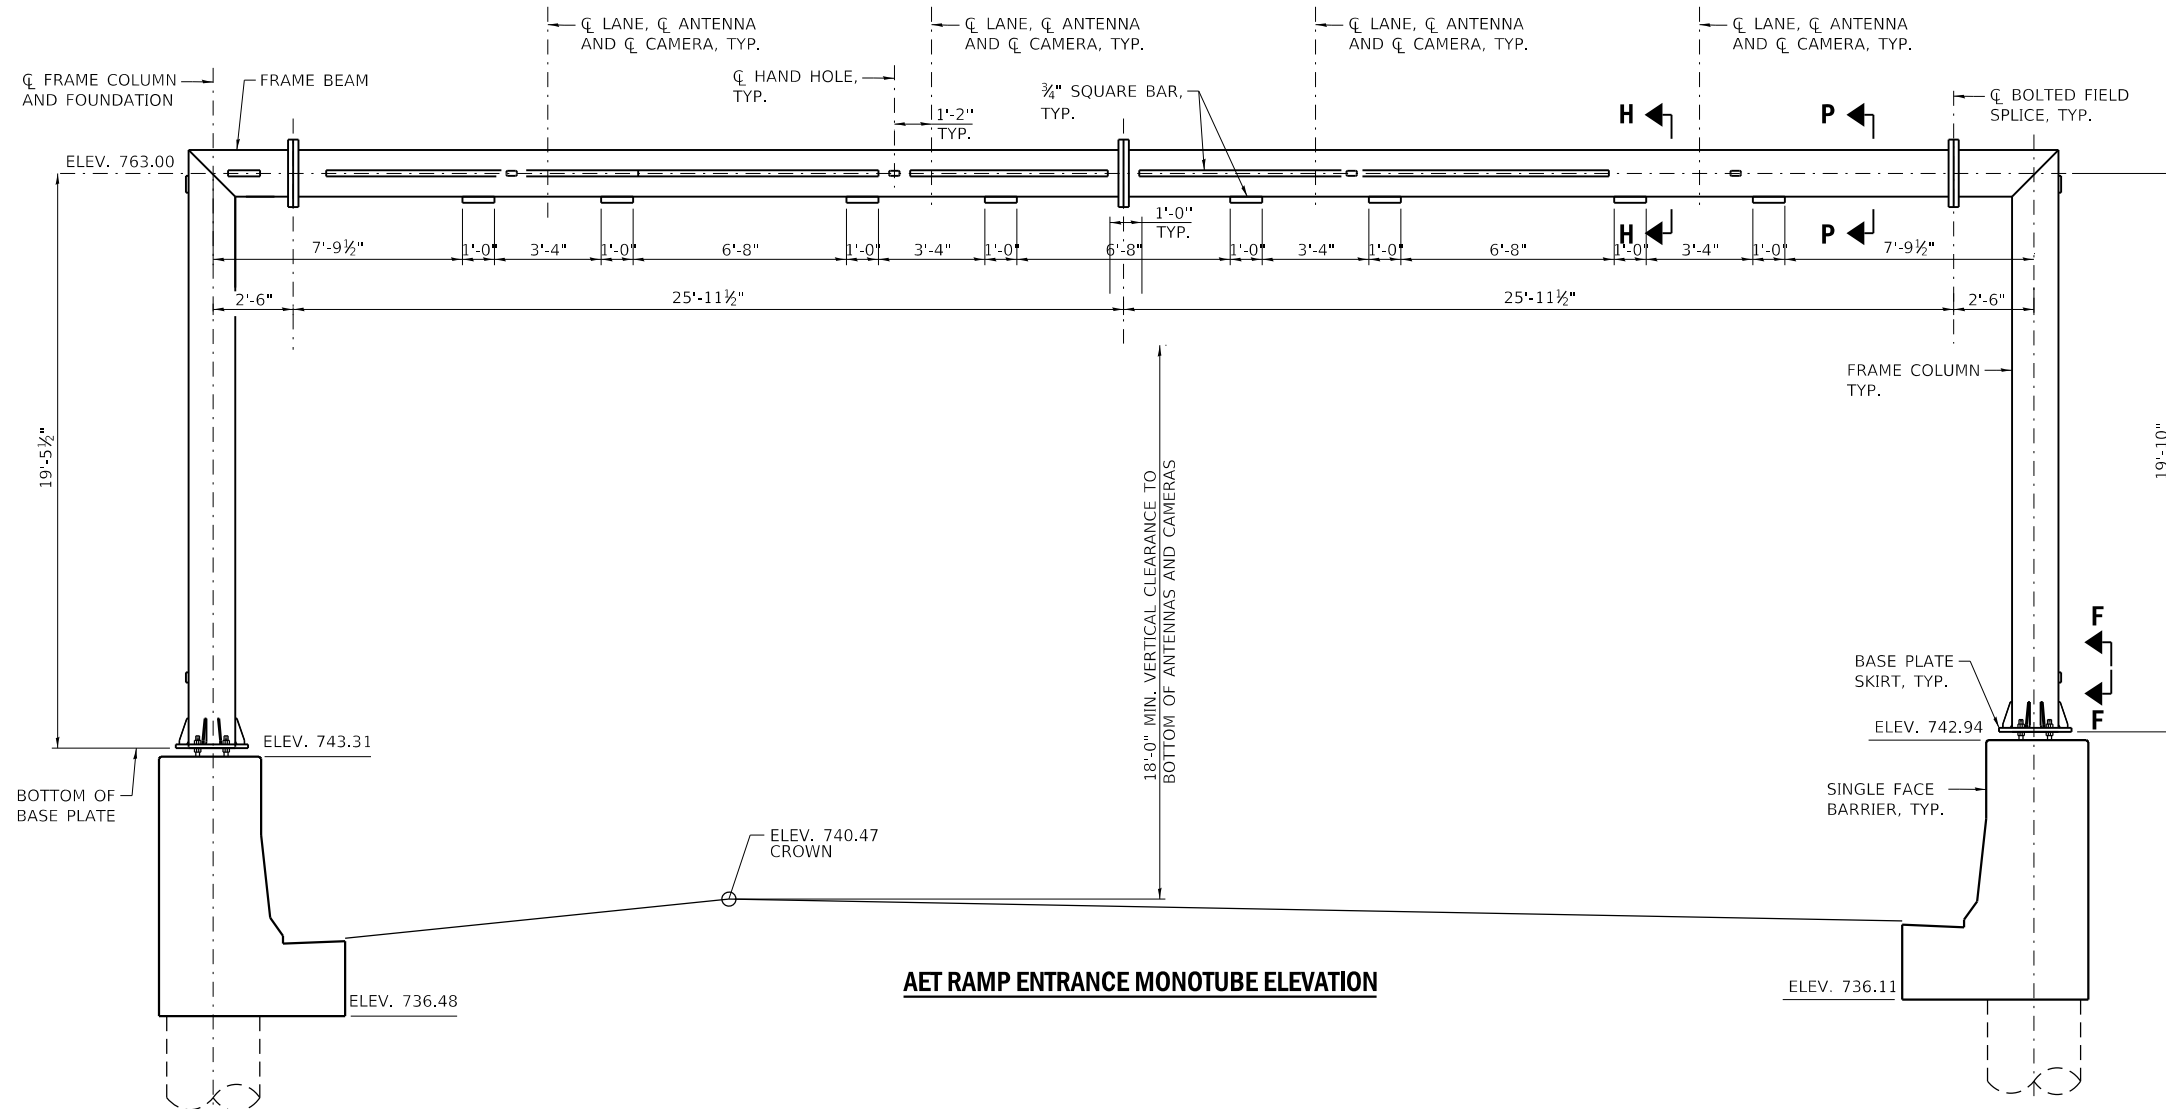 ℄ LANE, ℄ ANTENNA
AND ℄ CAMERA, TYP.
℄ LANE, ℄ ANTENNA
AND ℄ CAMERA, TYP.
℄ LANE, ℄ ANTENNA
AND ℄ CAMERA, TYP.
℄ LANE, ℄ ANTENNA
AND ℄ CAMERA, TYP.
℄ FRAME COLUMN
AND FOUNDATION
FRAME BEAM
℄ HAND HOLE,
TYP.
1'-2"
TYP.
¾" SQUARE BAR,
TYP.
H
P
℄ BOLTED FIELD
SPLICE, TYP.
ELEV. 763.00
1'-0"
TYP.
H
P
7'-9½"
1'-0"
3'-4"
1'-0"
6'-8"
1'-0"
3'-4"
1'-0"
6'-8"
1'-0"
3'-4"
1'-0"
6'-8"
1'-0"
3'-4"
1'-0"
7'-9½"
2'-6"
25'-11½"
25'-11½"
2'-6"
FRAME COLUMN
TYP.
19'-5½"
19'-10"
18'-0" MIN. VERTICAL CLEARANCE TO
BOTTOM OF ANTENNAS AND CAMERAS
F
BASE PLATE
SKIRT, TYP.
F
ELEV. 743.31
ELEV. 742.94
BOTTOM OF
BASE PLATE
SINGLE FACE
BARRIER, TYP.
ELEV. 740.47
CROWN
AET RAMP ENTRANCE MONOTUBE ELEVATION
ELEV. 736.48
ELEV. 736.11